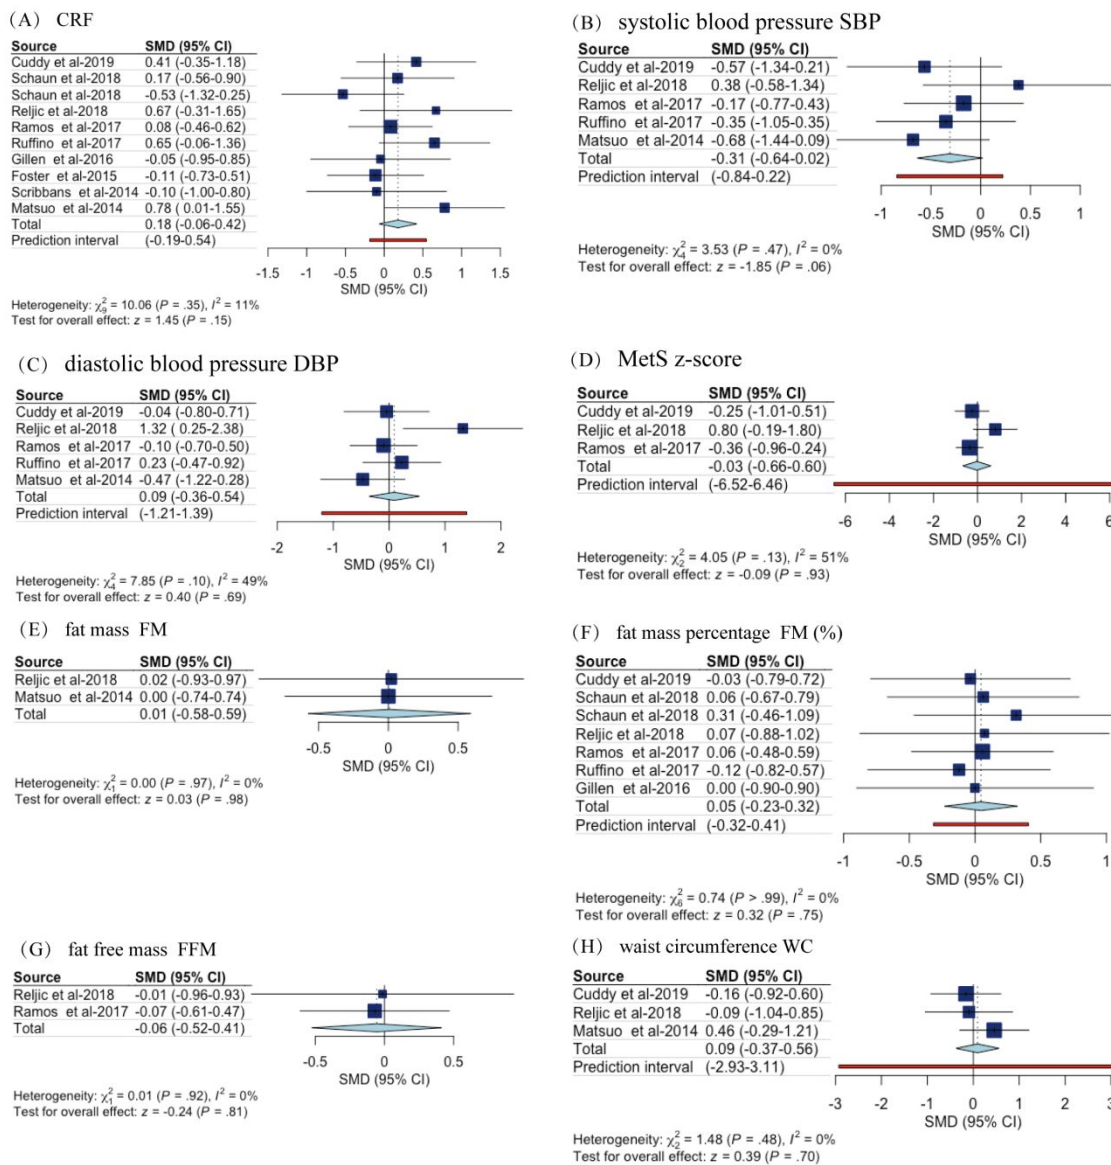 (A) CRF
Source SMD (95% CI)
Cuddy et al-2019 0.41 (-0.35-1.18)
Schaun et al-2018 0.17 (-0.56-0.90)
Schaun et al-2018 -0.53 (-1.32-0.25)
Reljic et al-2018 0.67 (-0.31-1.65)
Ramos et al-2017 0.08 (-0.46-0.62)
Ruffino et al-2017 0.65 (-0.06-1.36)
Gillen et al-2016 -0.05 (-0.95-0.85)
Foster et al-2015 -0.11 (-0.73-0.51)
Scribbans et al-2014 -0.10 (-1.00-0.80)
Matsuo et al-2014 0.78 ( 0.01-1.55)
Total 0.18 (-0.06-0.42)
Prediction interval (-0.19-0.54)
-1.5 -1 -0.5 0 0.5 1 1.5
SMD (95% CI)
Heterogeneity: χ²₉ = 10.06 (P = .35), I² = 11%
Test for overall effect: z = 1.45 (P = .15)
(B) systolic blood pressure SBP
Source SMD (95% CI)
Cuddy et al-2019 -0.57 (-1.34-0.21)
Reljic et al-2018 0.38 (-0.58-1.34)
Ramos et al-2017 -0.17 (-0.77-0.43)
Ruffino et al-2017 -0.35 (-1.05-0.35)
Matsuo et al-2014 -0.68 (-1.44-0.09)
Total -0.31 (-0.64-0.02)
Prediction interval (-0.84-0.22)
-1 -0.5 0 0.5 1
SMD (95% CI)
Heterogeneity: χ²₄ = 3.53 (P = .47), I² = 0%
Test for overall effect: z = -1.85 (P = .06)
(C) diastolic blood pressure DBP
Source SMD (95% CI)
Cuddy et al-2019 -0.04 (-0.80-0.71)
Reljic et al-2018 1.32 ( 0.25-2.38)
Ramos et al-2017 -0.10 (-0.70-0.50)
Ruffino et al-2017 0.23 (-0.47-0.92)
Matsuo et al-2014 -0.47 (-1.22-0.28)
Total 0.09 (-0.36-0.54)
Prediction interval (-1.21-1.39)
-2 -1 0 1 2
SMD (95% CI)
Heterogeneity: χ²₄ = 7.85 (P = .10), I² = 49%
Test for overall effect: z = 0.40 (P = .69)
(D) MetS z-score
Source SMD (95% CI)
Cuddy et al-2019 -0.25 (-1.01-0.51)
Reljic et al-2018 0.80 (-0.19-1.80)
Ramos et al-2017 -0.36 (-0.96-0.24)
Total -0.03 (-0.66-0.60)
Prediction interval (-6.52-6.46)
-6 -4 -2 0 2 4 6
SMD (95% CI)
Heterogeneity: χ²₂ = 4.05 (P = .13), I² = 51%
Test for overall effect: z = -0.09 (P = .93)
(E) fat mass FM
Source SMD (95% CI)
Reljic et al-2018 0.02 (-0.93-0.97)
Matsuo et al-2014 0.00 (-0.74-0.74)
Total 0.01 (-0.58-0.59)
-0.5 0 0.5
SMD (95% CI)
Heterogeneity: χ²₁ = 0.00 (P = .97), I² = 0%
Test for overall effect: z = 0.03 (P = .98)
(F) fat mass percentage FM (%)
Source SMD (95% CI)
Cuddy et al-2019 -0.03 (-0.79-0.72)
Schaun et al-2018 0.06 (-0.67-0.79)
Schaun et al-2018 0.31 (-0.46-1.09)
Reljic et al-2018 0.07 (-0.88-1.02)
Ramos et al-2017 0.06 (-0.48-0.59)
Ruffino et al-2017 -0.12 (-0.82-0.57)
Gillen et al-2016 0.00 (-0.90-0.90)
Total 0.05 (-0.23-0.32)
Prediction interval (-0.32-0.41)
-1 -0.5 0 0.5 1
SMD (95% CI)
Heterogeneity: χ²₆ = 0.74 (P > .99), I² = 0%
Test for overall effect: z = 0.32 (P = .75)
(G) fat free mass FFM
Source SMD (95% CI)
Reljic et al-2018 -0.01 (-0.96-0.93)
Ramos et al-2017 -0.07 (-0.61-0.47)
Total -0.06 (-0.52-0.41)
-0.5 0 0.5
SMD (95% CI)
Heterogeneity: χ²₁ = 0.01 (P = .92), I² = 0%
Test for overall effect: z = -0.24 (P = .81)
(H) waist circumference WC
Source SMD (95% CI)
Cuddy et al-2019 -0.16 (-0.92-0.60)
Reljic et al-2018 -0.09 (-1.04-0.85)
Matsuo et al-2014 0.46 (-0.29-1.21)
Total 0.09 (-0.37-0.56)
Prediction interval (-2.93-3.11)
-3 -2 -1 0 1 2 3
SMD (95% CI)
Heterogeneity: χ²₂ = 1.48 (P = .48), I² = 0%
Test for overall effect: z = 0.39 (P = .70)